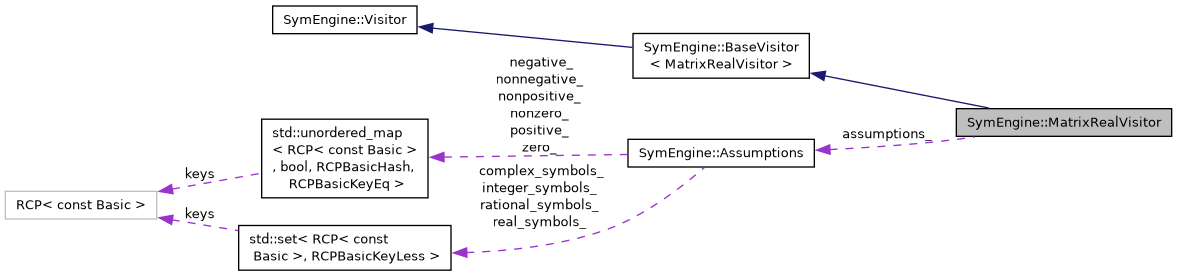 SymEngine::Visitor
SymEngine::BaseVisitor
< MatrixRealVisitor >
SymEngine::MatrixRealVisitor
negative_
nonnegative_
nonpositive_
nonzero_
positive_
zero_
assumptions_
std::unordered_map
< RCP< const Basic >
, bool, RCPBasicHash,
RCPBasicKeyEq >
SymEngine::Assumptions
keys
complex_symbols_
integer_symbols_
rational_symbols_
real_symbols_
RCP< const Basic >
keys
std::set< RCP< const
Basic >, RCPBasicKeyLess >